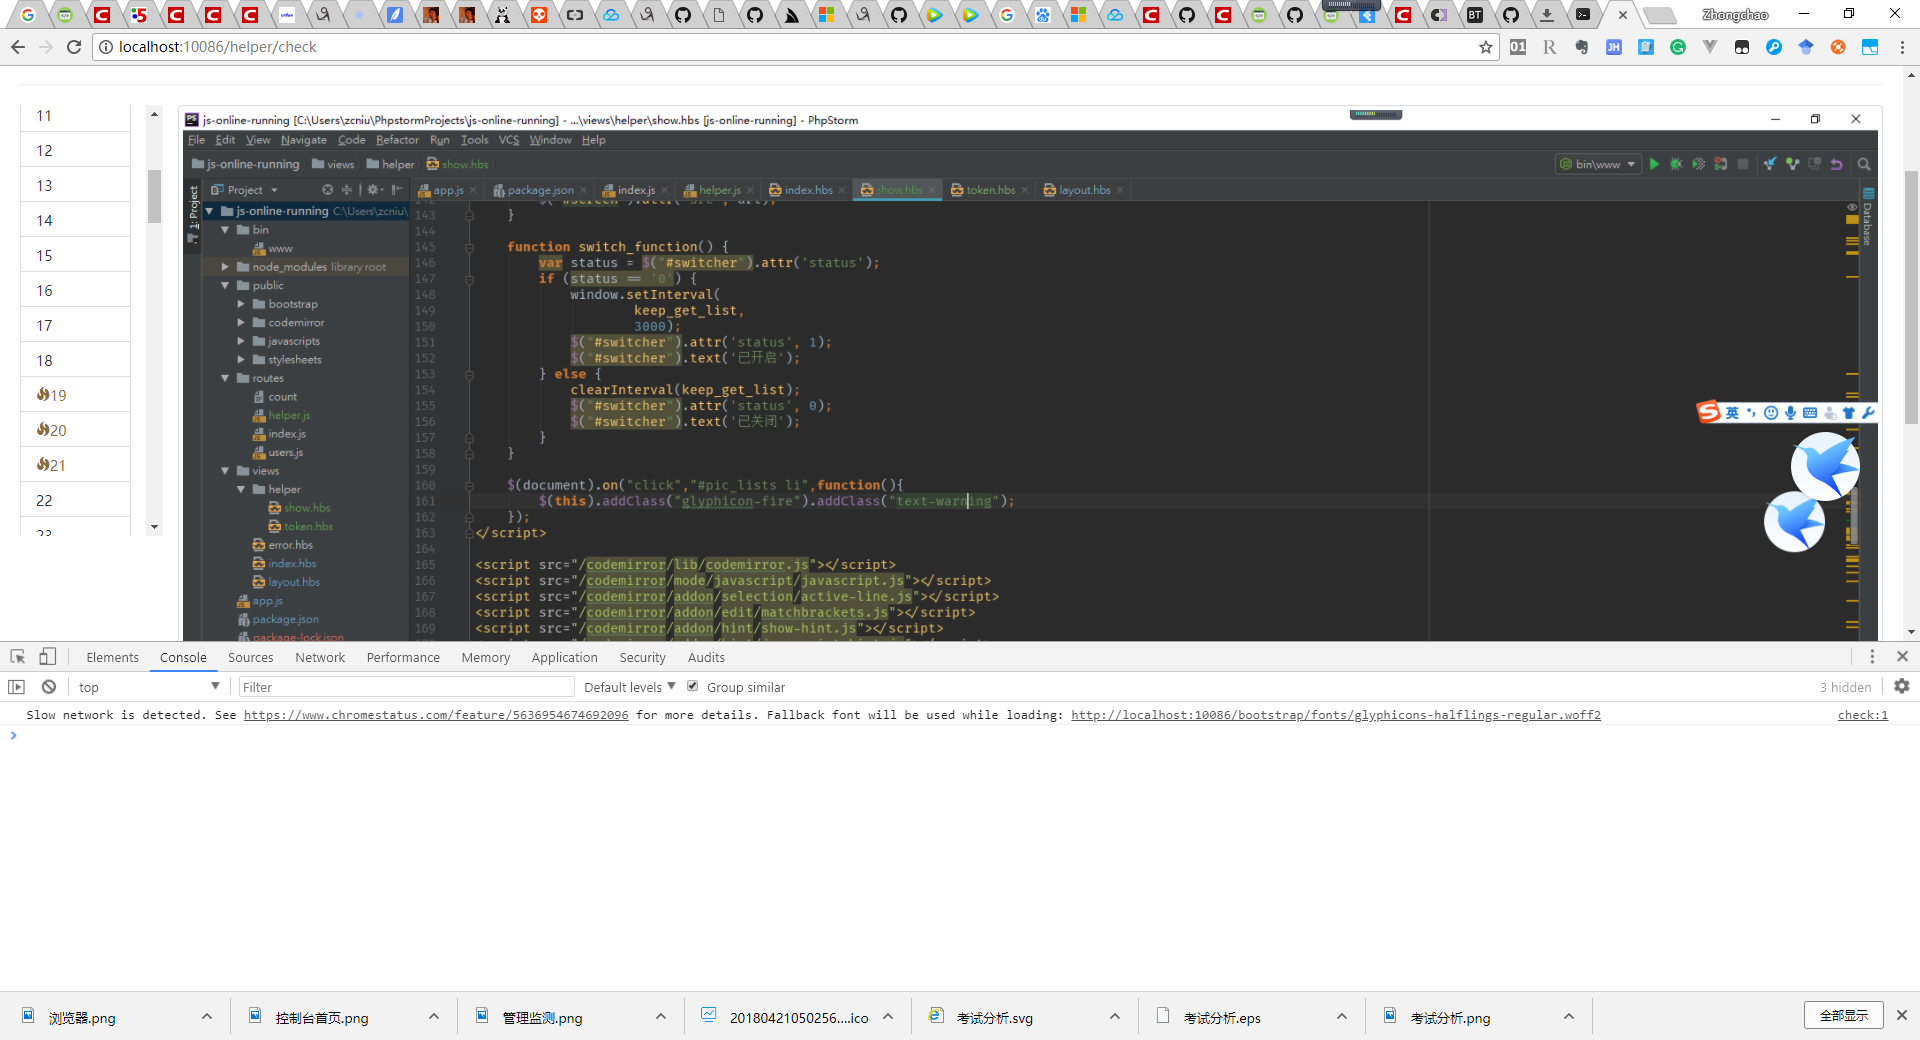 Zhongchao
localhost:10086/helper/check
11
12
13
14
15
16
17
18
19
20
21
22
23
js-online-running [C:\Users\zcniu\PhpstormProjects\js-online-running] - ...\views\helper\show.hbs [js-online-running] - PhpStorm
File Edit View Navigate Code Refactor Run Tools VCS Window Help
js-online-running views helper show.hbs
bin\www
Project
app.js package.json index.js helper.js index.hbs show.hbs token.hbs layout.hbs
1: Project
Database
js-online-running C:\Users\zcniu\
bin
www
node_modules library root
public
bootstrap
codemirror
javascripts
stylesheets
routes
count
helper.js
index.js
users.js
views
helper
show.hbs
token.hbs
error.hbs
index.hbs
layout.hbs
app.js
package.json
package-lock.json
142 $("#screen").attr("src", url);
143 }
144
145 function switch_function() {
146 var status = $("#switcher").attr('status');
147 if (status == '0') {
148 window.setInterval(
149 keep_get_list,
150 3000);
151 $("#switcher").attr('status', 1);
152 $("#switcher").text('已开启');
153 } else {
154 clearInterval(keep_get_list);
155 $("#switcher").attr('status', 0);
156 $("#switcher").text('已关闭');
157 }
158 }
159
160 $(document).on("click","#pic_lists li",function(){
161 $(this).addClass("glyphicon-fire").addClass("text-warning");
162 });
163 </script>
164
165 <script src="/codemirror/lib/codemirror.js"></script>
166 <script src="/codemirror/mode/javascript/javascript.js"></script>
167 <script src="/codemirror/addon/selection/active-line.js"></script>
168 <script src="/codemirror/addon/edit/matchbrackets.js"></script>
169 <script src="/codemirror/addon/hint/show-hint.js"></script>
英
Elements Console Sources Network Performance Memory Application Security Audits
top Filter Default levels Group similar 3 hidden
Slow network is detected. See https://www.chromestatus.com/feature/5636954674692096 for more details. Fallback font will be used while loading: http://localhost:10086/bootstrap/fonts/glyphicons-halflings-regular.woff2 check:1
浏览器.png 控制台首页.png 管理监测.png 20180421050256....ico 考试分析.svg 考试分析.eps 考试分析.png 全部显示